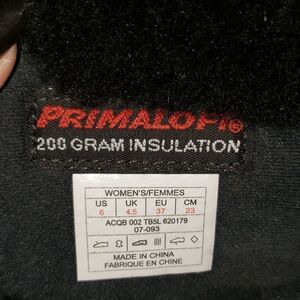 PRIMALOFT®
200 GRAM INSULATION
WOMEN'S/FEMMES
US UK EU CM
6 4.5 37 23
ACQB 002 TB5L 620179
07-093
MADE IN CHINA
FABRIQUE EN CHINE